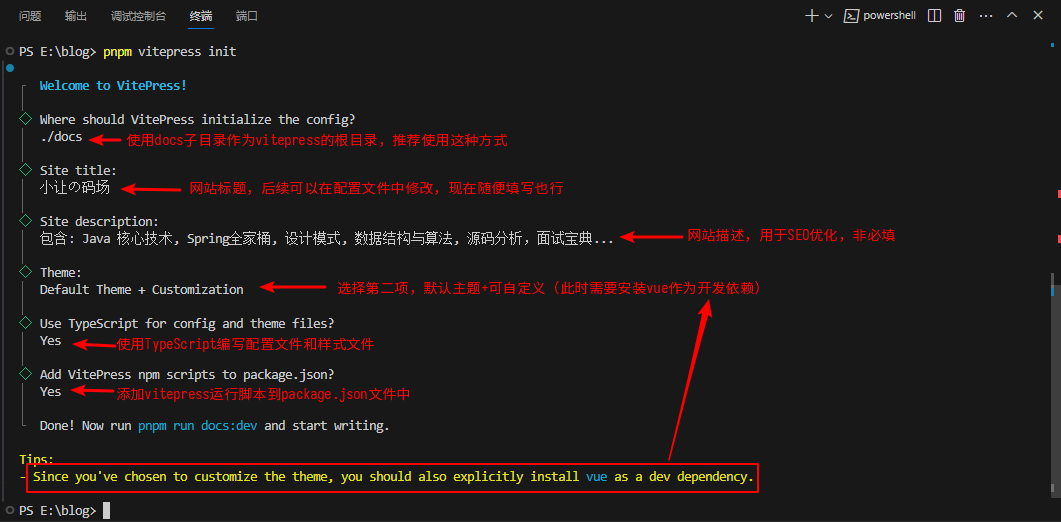 问题 输出 调试控制台 终端 端口 powershell
PS E:\blog> pnpm vitepress init
Welcome to VitePress!
Where should VitePress initialize the config?
./docs 使用docs子目录作为vitepress的根目录，推荐使用这种方式
Site title:
小让の码场 网站标题，后续可以在配置文件中修改，现在随便填写也行
Site description:
包含: Java 核心技术, Spring全家桶, 设计模式, 数据结构与算法, 源码分析，面试宝典... 网站描述，用于SEO优化，非必填
Theme:
Default Theme + Customization 选择第二项，默认主题+可自定义（此时需要安装vue作为开发依赖）
Use TypeScript for config and theme files?
Yes 使用TypeScript编写配置文件和样式文件
Add VitePress npm scripts to package.json?
Yes 添加vitepress运行脚本到package.json文件中
Done! Now run pnpm run docs:dev and start writing.
Tips:
- Since you've chosen to customize the theme, you should also explicitly install vue as a dev dependency.
PS E:\blog>